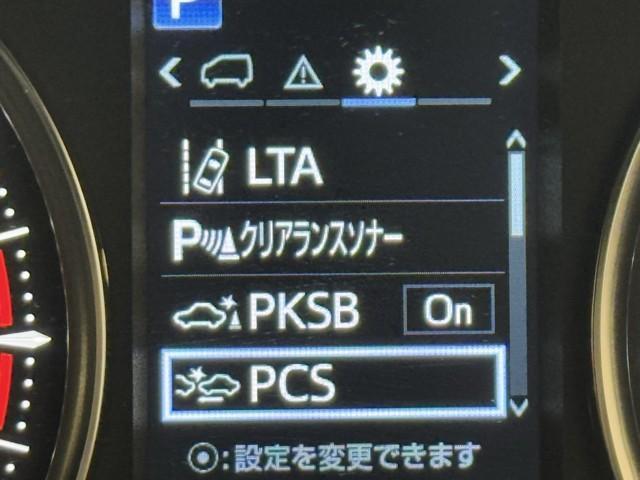 P
LTA
P クリアランスソナー
PKSB On
PCS
:設定を変更できます